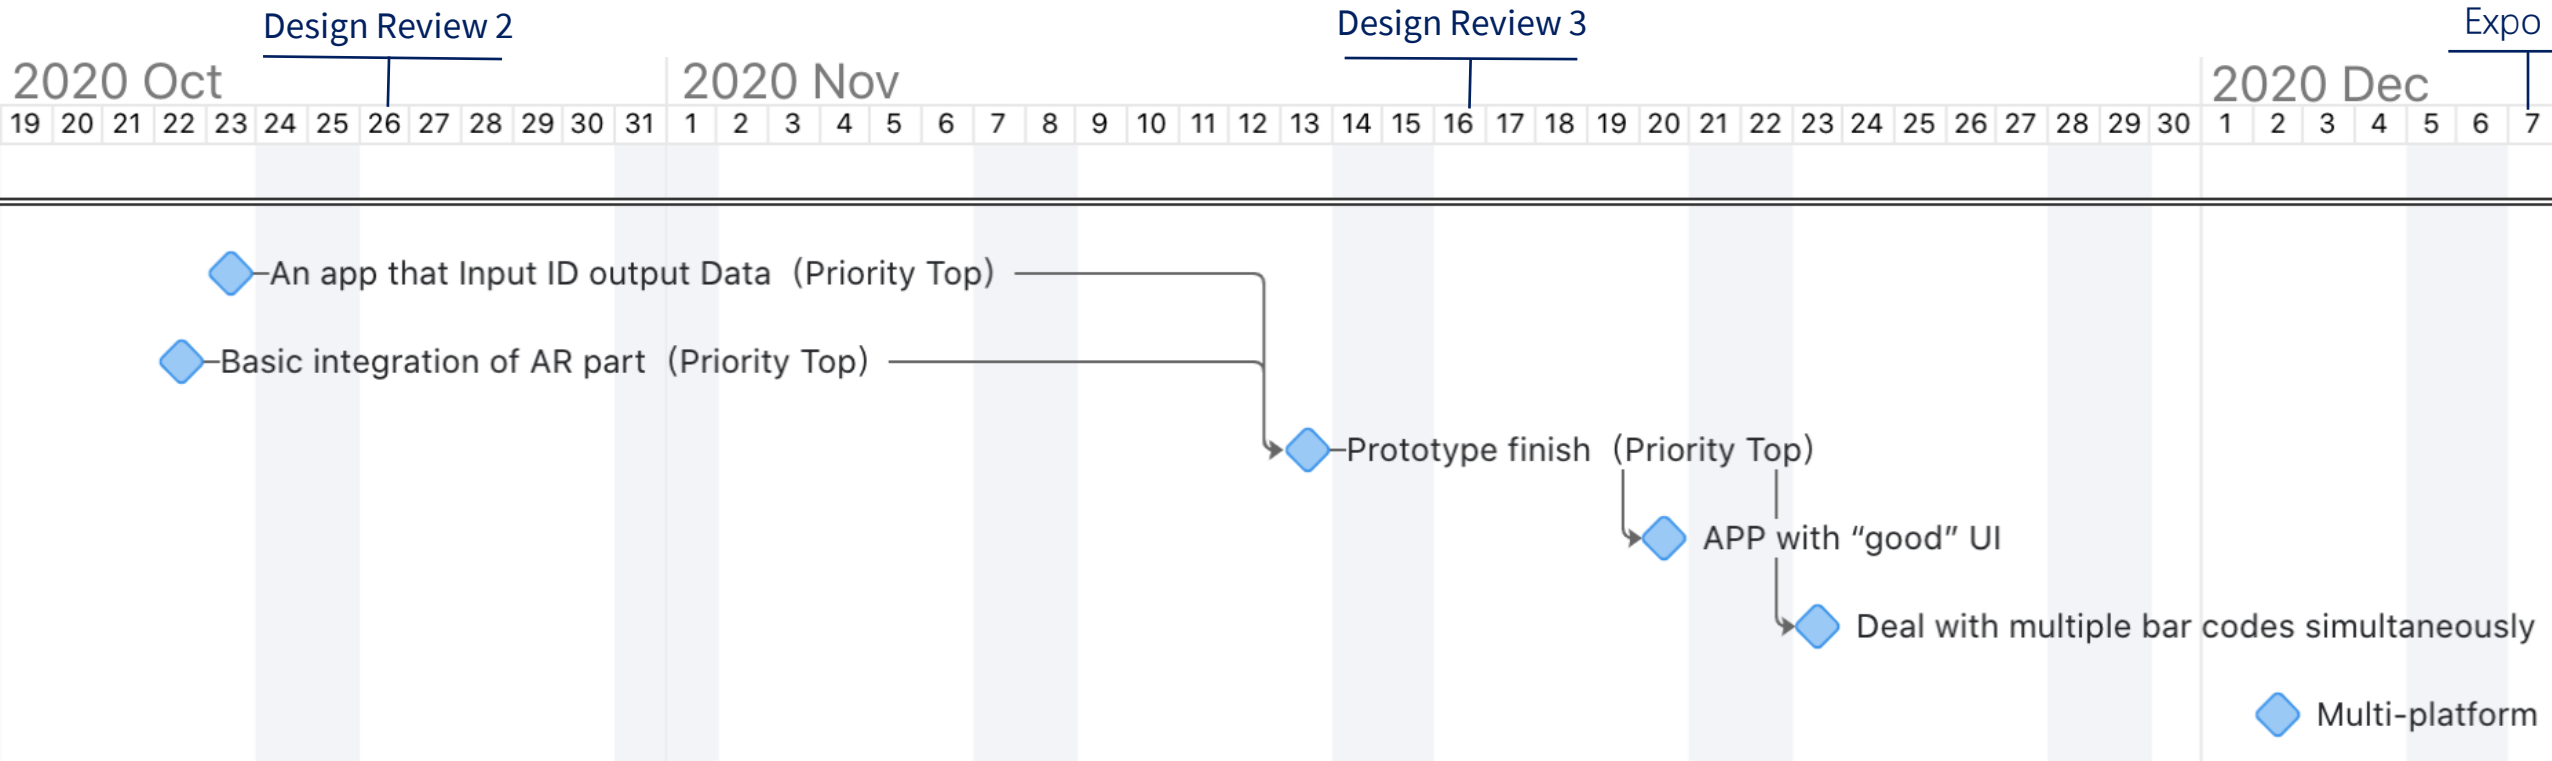 Design Review 2
Design Review 3
Expo
2020 Oct
2020 Nov
2020 Dec
19 20 21 22 23 24 25 26 27 28 29 30 31 1 2 3 4 5 6 7 8 9 10 11 12 13 14 15 16 17 18 19 20 21 22 23 24 25 26 27 28 29 30 1 2 3 4 5 6 7
An app that Input ID output Data (Priority Top)
Basic integration of AR part (Priority Top)
Prototype finish (Priority Top)
APP with “good” UI
Deal with multiple bar codes simultaneously
Multi-platform